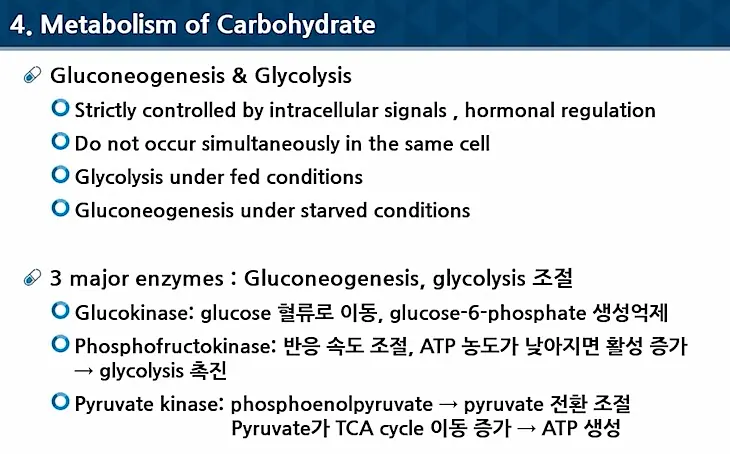 4. Metabolism of Carbohydrate
Gluconeogenesis & Glycolysis
Strictly controlled by intracellular signals , hormonal regulation
Do not occur simultaneously in the same cell
Glycolysis under fed conditions
Gluconeogenesis under starved conditions
3 major enzymes : Gluconeogenesis, glycolysis 조절
Glucokinase: glucose 혈류로 이동, glucose-6-phosphate 생성억제
Phosphofructokinase: 반응 속도 조절, ATP 농도가 낮아지면 활성 증가
→ glycolysis 촉진
Pyruvate kinase: phosphoenolpyruvate → pyruvate 전환 조절
Pyruvate가 TCA cycle 이동 증가 → ATP 생성